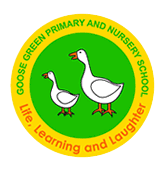 GOOSE GREEN PRIMARY AND NURSERY SCHOOL
Life, Learning and Laughter